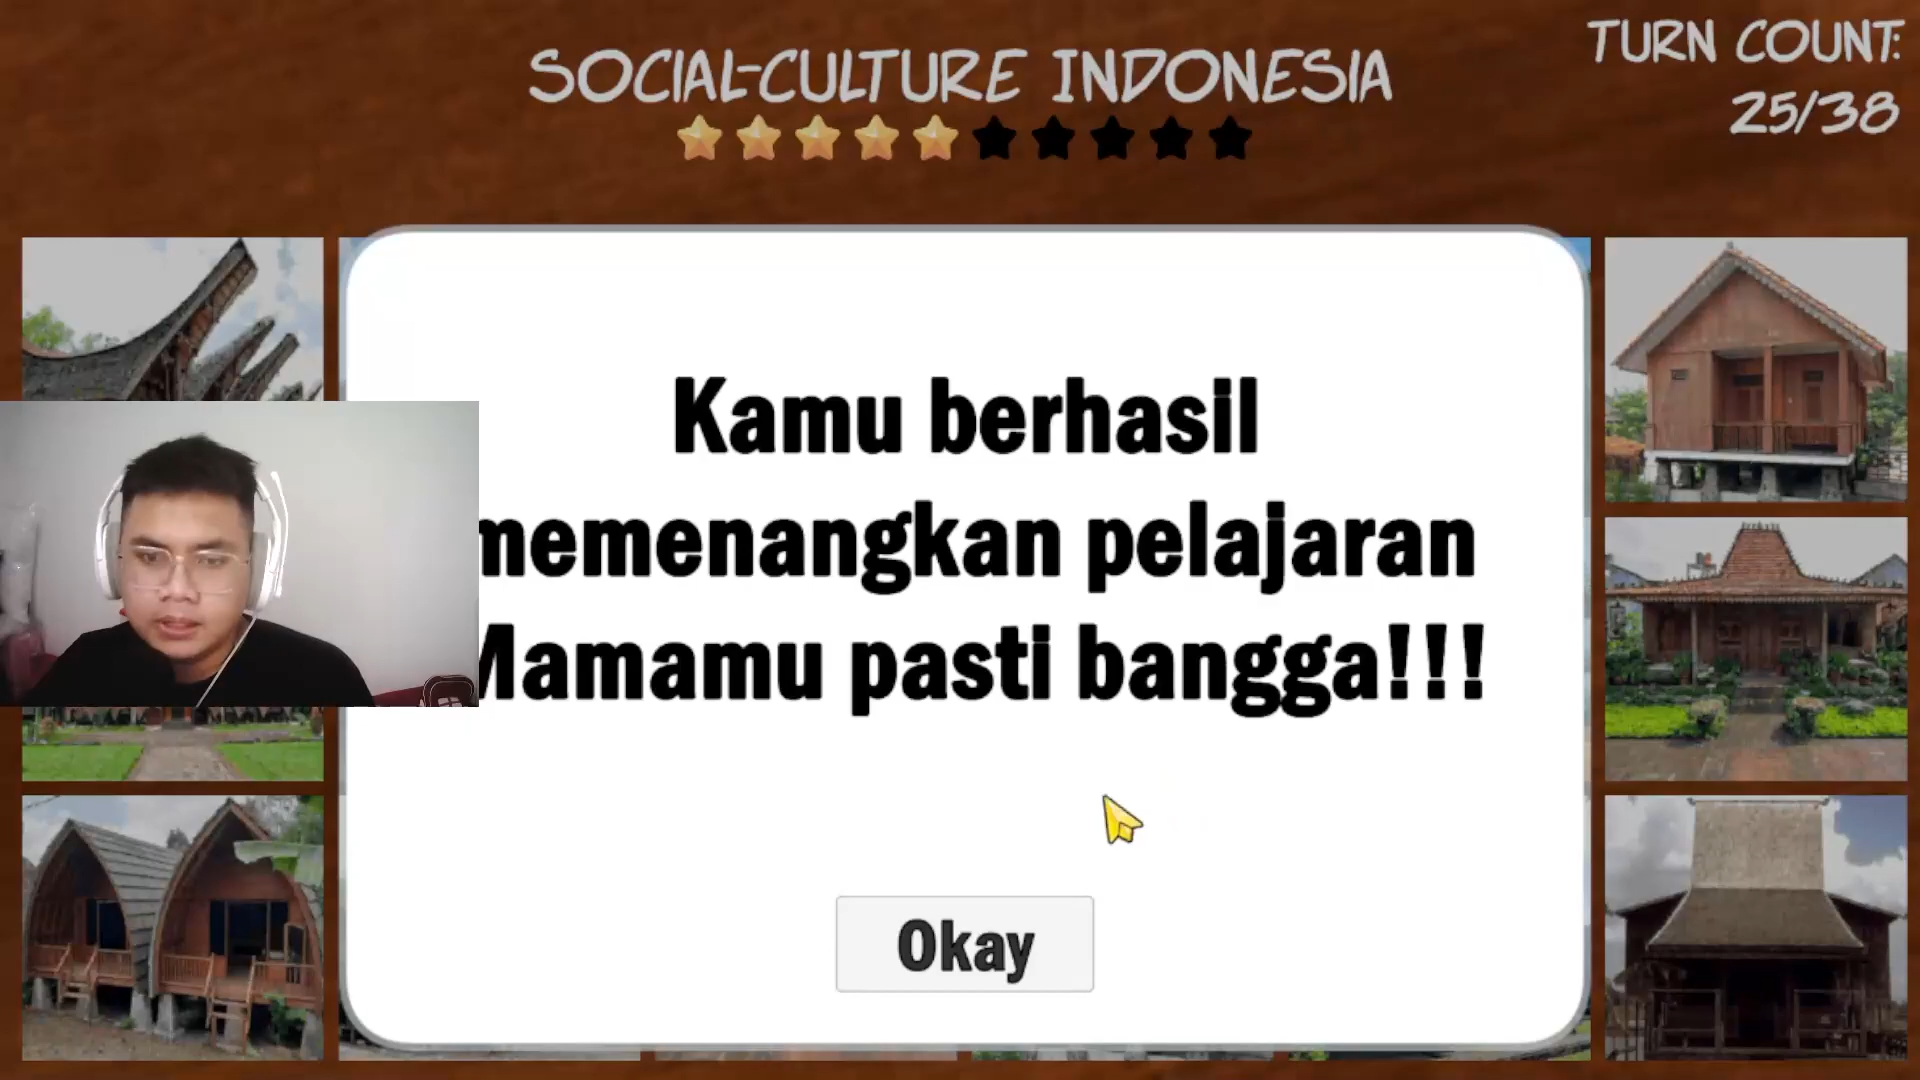 SOCIAL-CULTURE INDONESIA
TURN COUNT:
25/38
Kamu berhasil
memenangkan pelajaran
Mamamu pasti bangga!!!
Okay